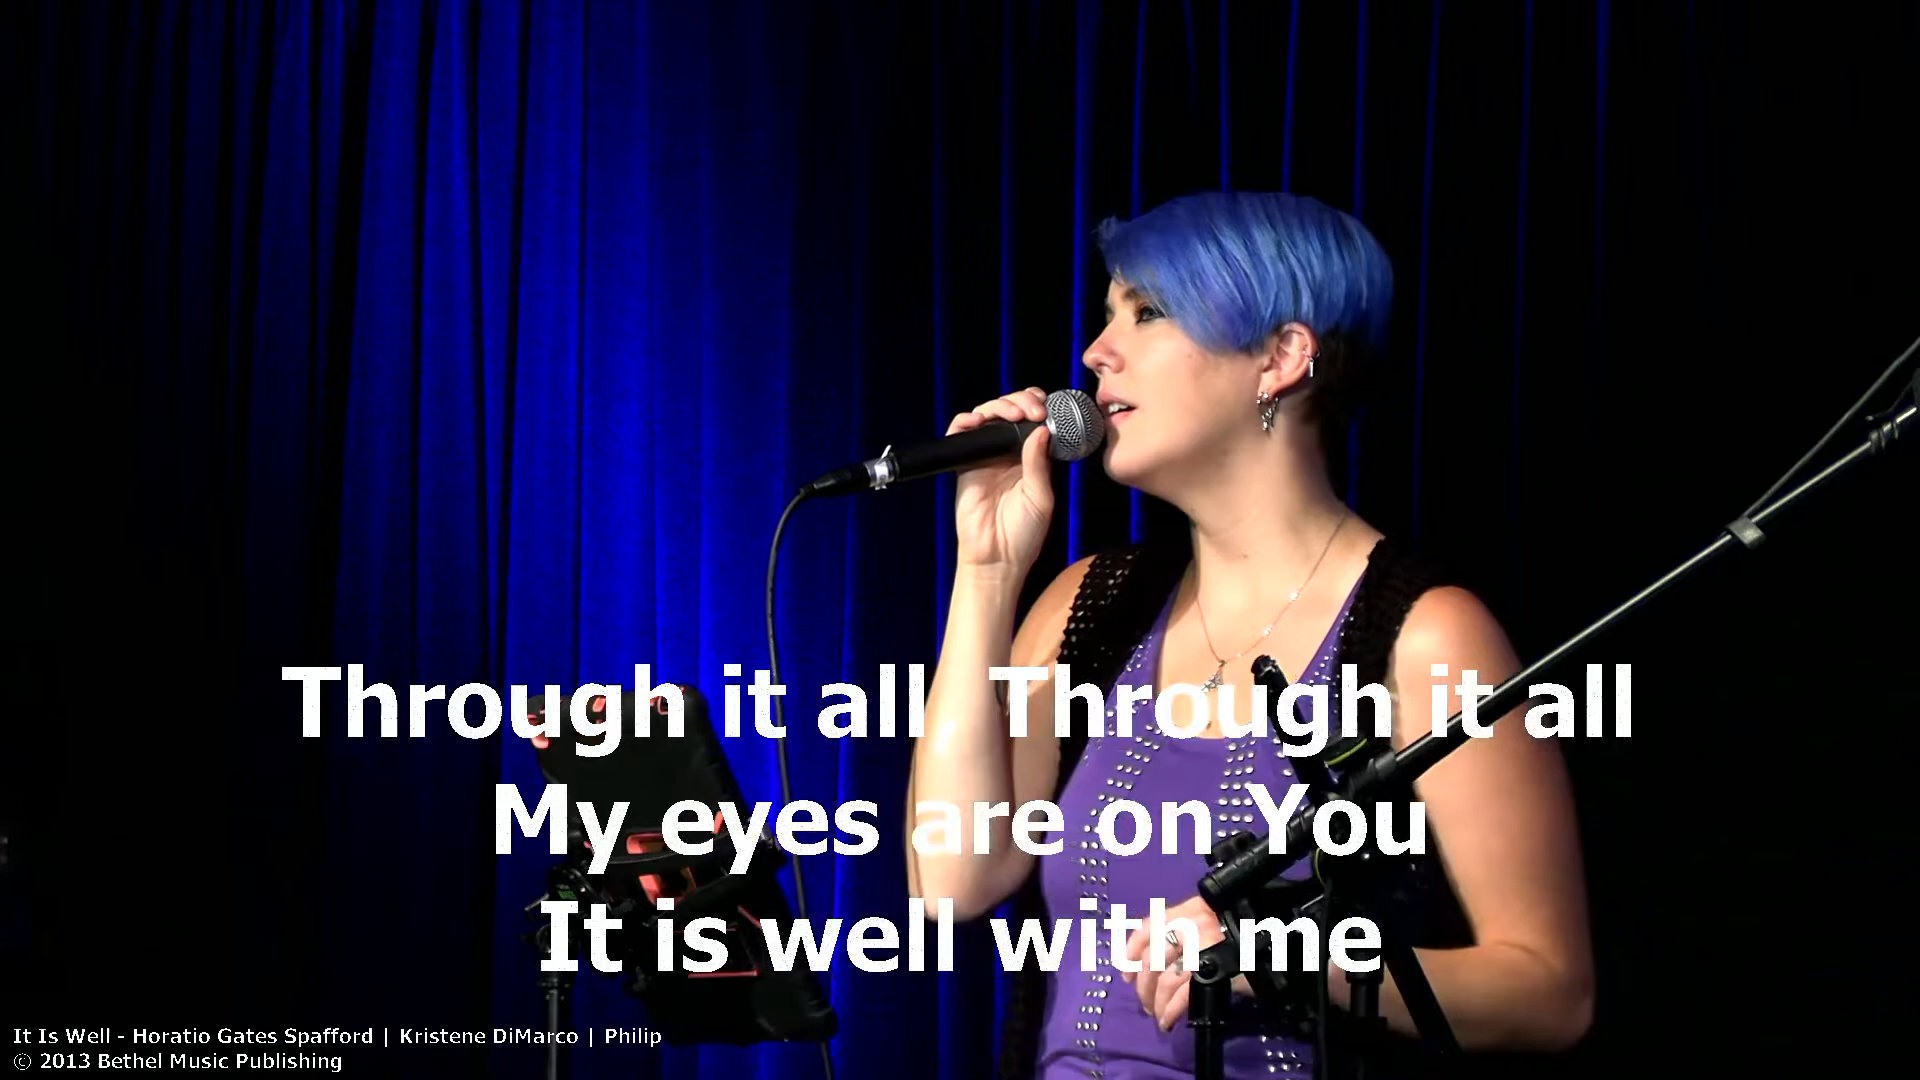 Through it all, Through it all
My eyes are on You
It is well with me
It Is Well - Horatio Gates Spafford | Kristene DiMarco | Philip
© 2013 Bethel Music Publishing